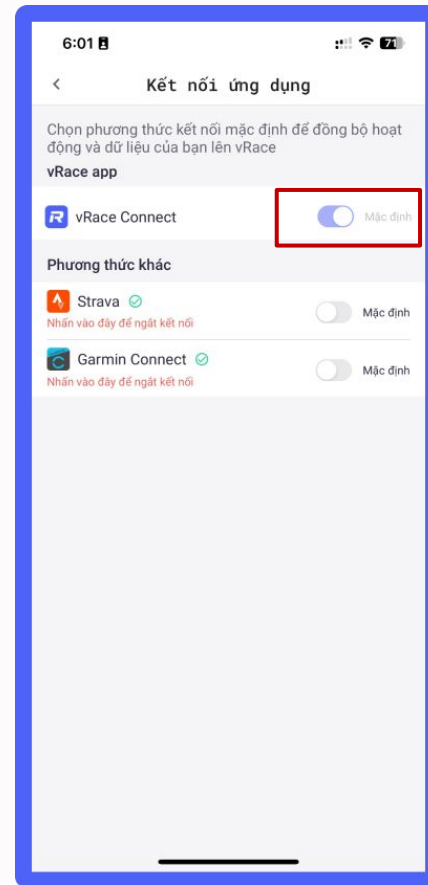 6:01
71
Kết nối ứng dụng
Chọn phương thức kết nối mặc định để đồng bộ hoạt
động và dữ liệu của bạn lên vRace
vRace app
vRace Connect
Mặc định
Phương thức khác
Strava
Mặc định
Nhấn vào đây để ngắt kết nối
Garmin Connect
Mặc định
Nhấn vào đây để ngắt kết nối